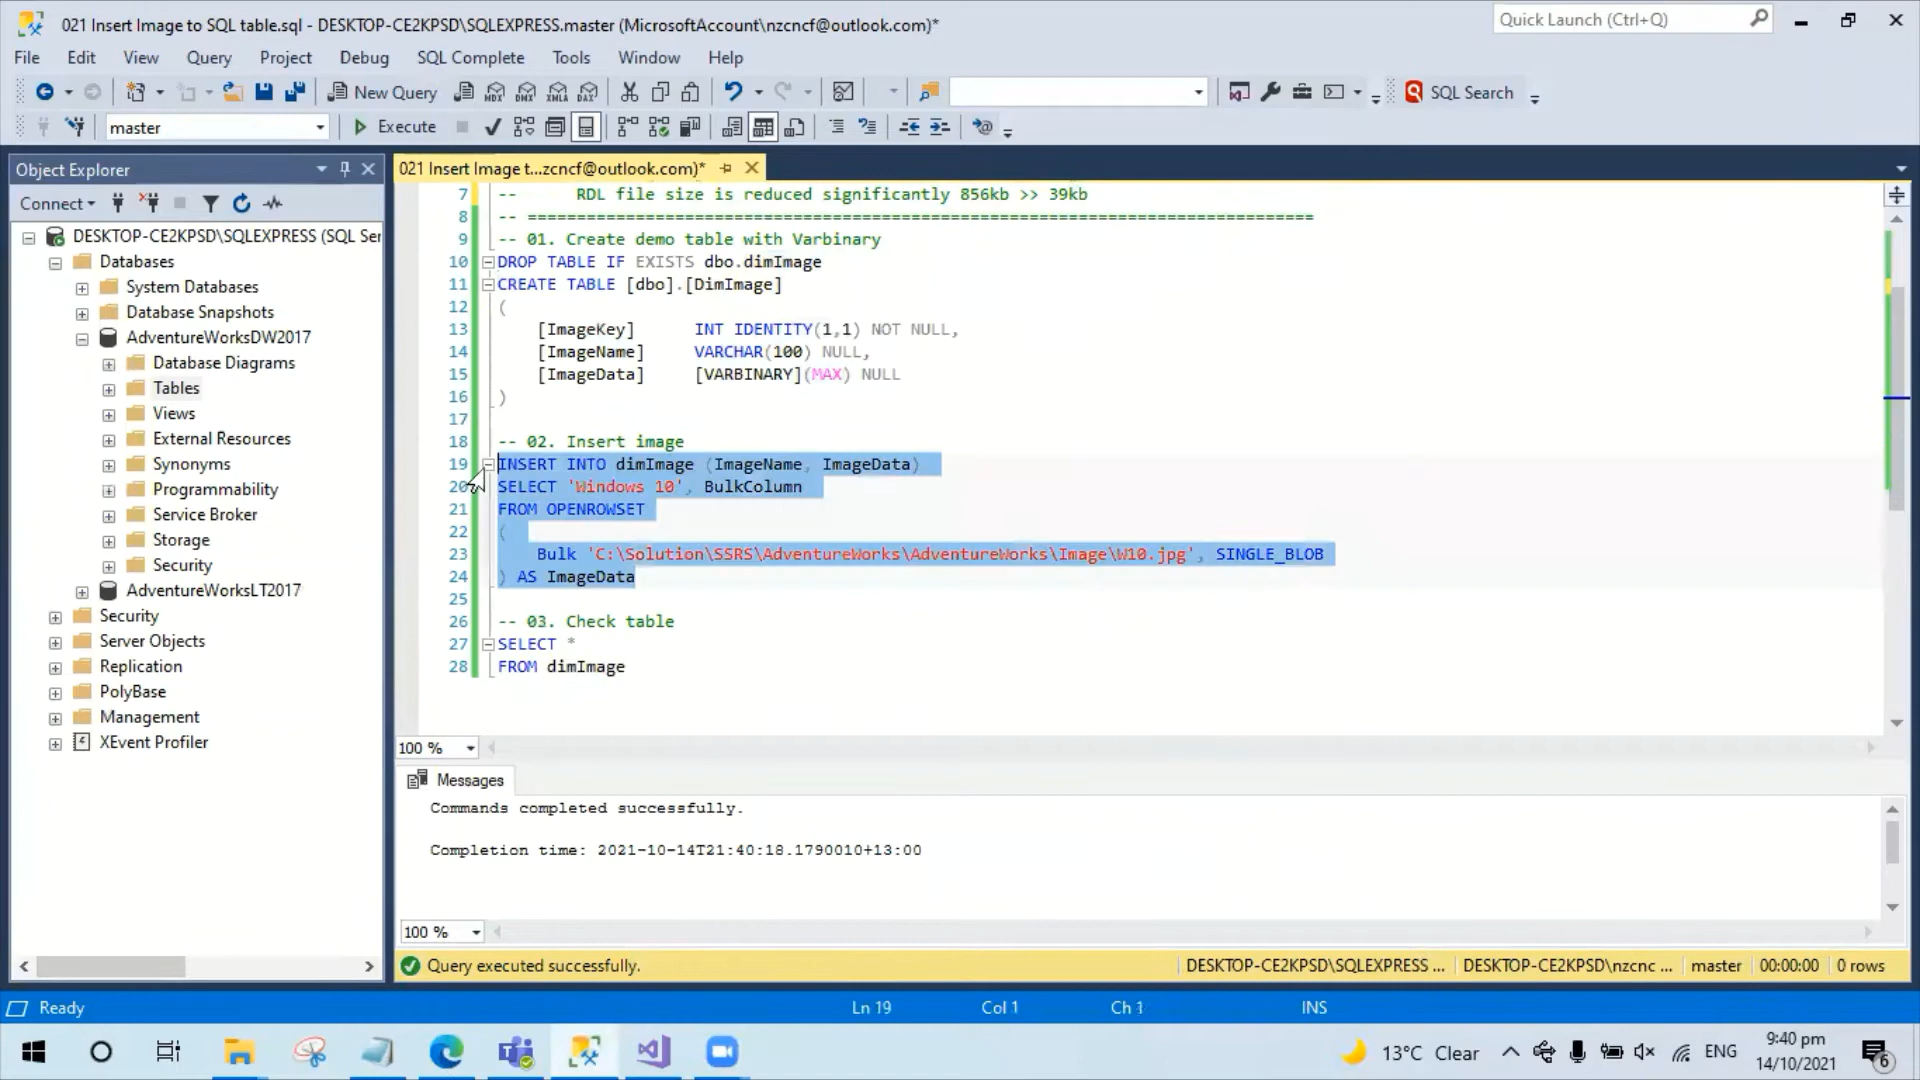 021 Insert Image to SQL table.sql - DESKTOP-CE2KPSD\SQLEXPRESS.master (MicrosoftAccount\nzcncf@outlook.com)*
Quick Launch (Ctrl+Q)
File Edit View Query Project Debug SQL Complete Tools Window Help
New Query
MDX DMX XMLA DAX
SQL Search
master
Execute
Object Explorer
021 Insert Image t...zcncf@outlook.com)*
Connect
DESKTOP-CE2KPSD\SQLEXPRESS (SQL Ser
Databases
System Databases
Database Snapshots
AdventureWorksDW2017
Database Diagrams
Tables
Views
External Resources
Synonyms
Programmability
Service Broker
Storage
Security
AdventureWorksLT2017
Security
Server Objects
Replication
PolyBase
Management
XEvent Profiler
7 -- RDL file size is reduced significantly 856kb >> 39kb
8 -- ================================================================================
9 -- 01. Create demo table with Varbinary
10 DROP TABLE IF EXISTS dbo.dimImage
11 CREATE TABLE [dbo].[DimImage]
12 (
13 [ImageKey] INT IDENTITY(1,1) NOT NULL,
14 [ImageName] VARCHAR(100) NULL,
15 [ImageData] [VARBINARY](MAX) NULL
16 )
17
18 -- 02. Insert image
19 INSERT INTO dimImage (ImageName, ImageData)
20 SELECT 'Windows 10', BulkColumn
21 FROM OPENROWSET
22 (
23 Bulk 'C:\Solution\SSRS\AdventureWorks\AdventureWorks\Image\W10.jpg', SINGLE_BLOB
24 ) AS ImageData
25
26 -- 03. Check table
27 SELECT *
28 FROM dimImage
100 %
Messages
Commands completed successfully.
Completion time: 2021-10-14T21:40:18.1790010+13:00
100 %
Query executed successfully.
DESKTOP-CE2KPSD\SQLEXPRESS ... DESKTOP-CE2KPSD\nzcnc ... master 00:00:00 0 rows
Ready
Ln 19 Col 1 Ch 1 INS
13°C Clear
ENG
9:40 pm
14/10/2021
6